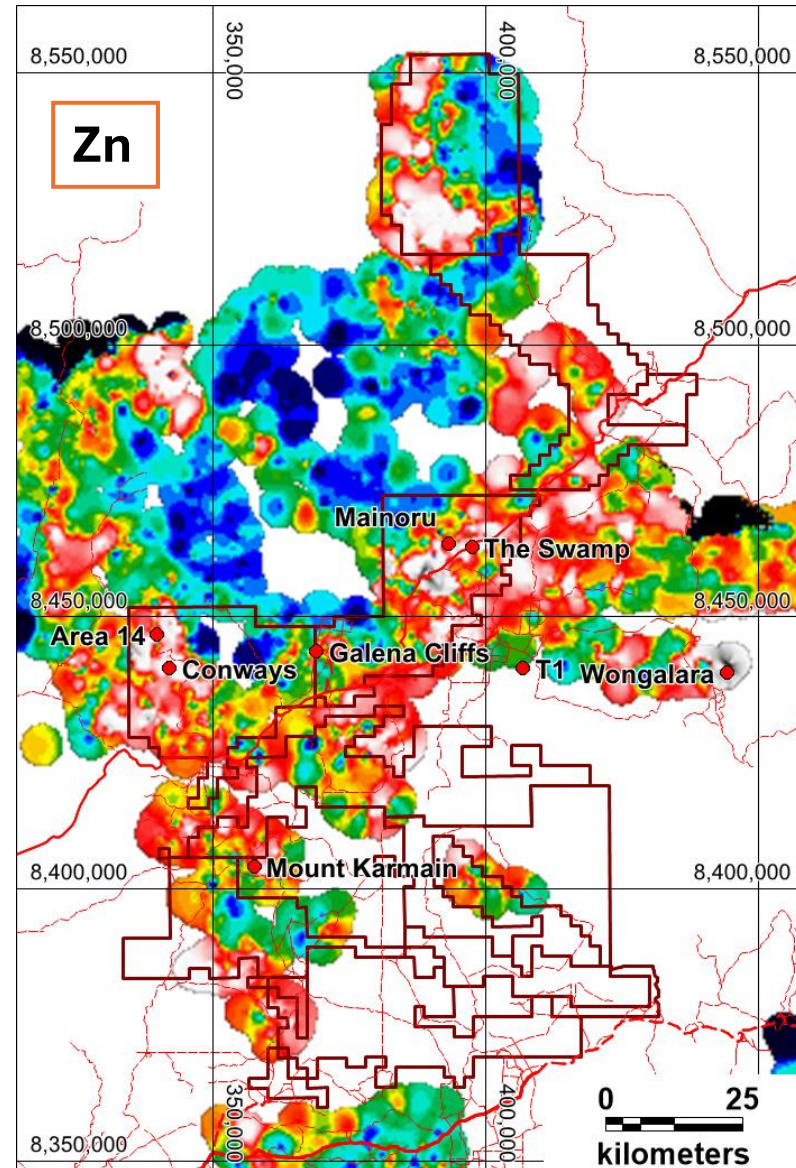 350,000
400,000
8,550,000
8,550,000
Zn
8,500,000
8,500,000
Mainoru
The Swamp
8,450,000
8,450,000
Area 14
Galena Cliffs
Conways
T1
Wongalara
Mount Karmain
8,400,000
8,400,000
350,000
400,000
0 25
kilometers
8,350,000